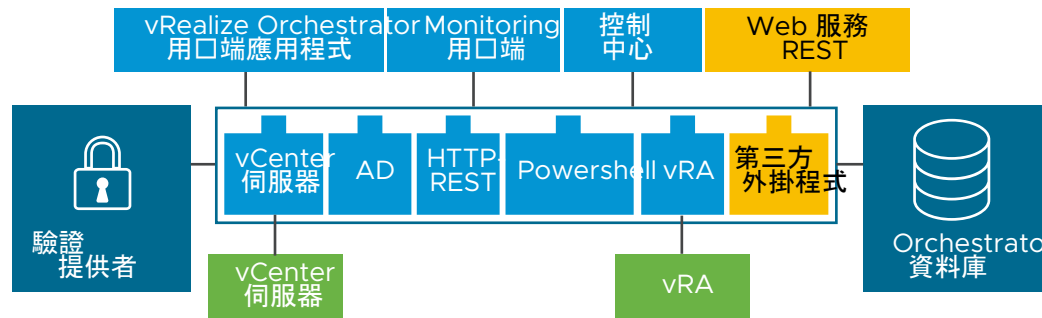 vRealize Orchestrator
用□端應用程式
Monitoring
用□端
控制
中心
Web 服務
REST
vCenter
伺服器
AD
HTTP-
REST
Powershell
vRA
第三方
外掛程式
驗證
提供者
Orchestrato
資料庫
vCenter
伺服器
vRA